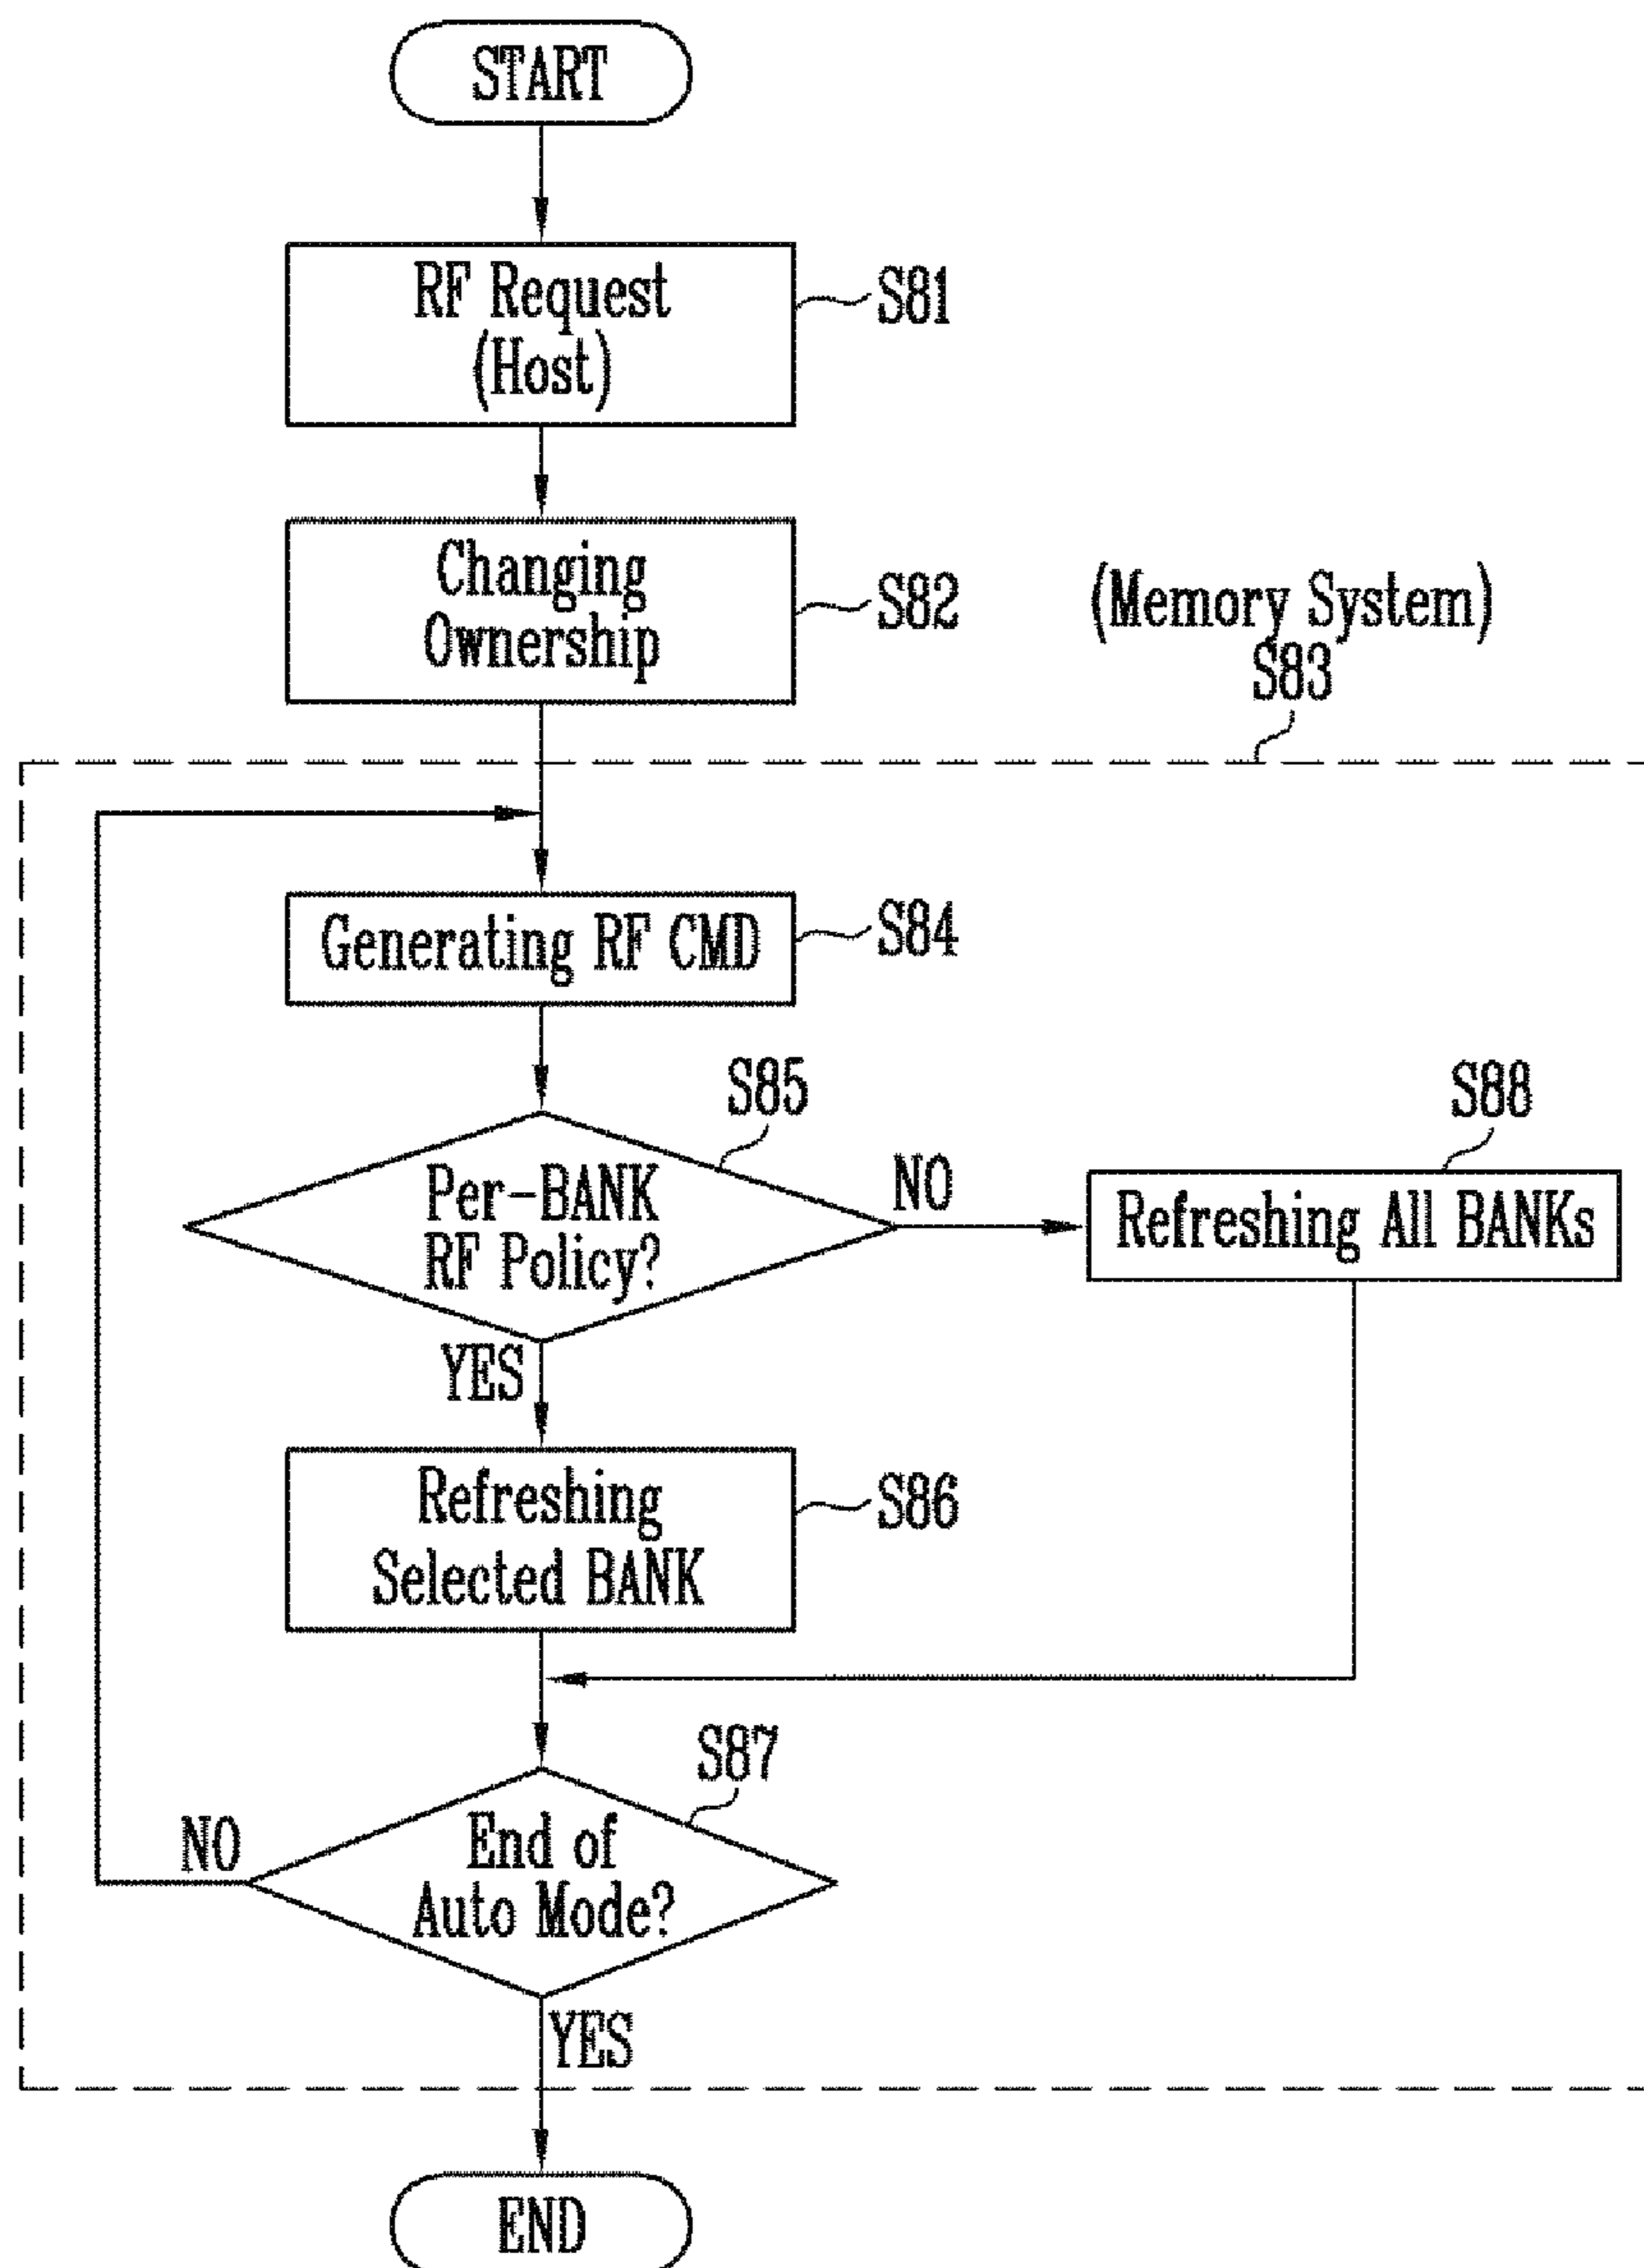 START
RF Request
(Host)
S81
Changing
Ownership
S82
(Memory System)
S83
Generating RF CMD
S84
S85
Per-BANK
RF Policy?
NO
S88
Refreshing All BANKs
YES
Refreshing
Selected BANK
S86
S87
End of
Auto Mode?
NO
YES
END